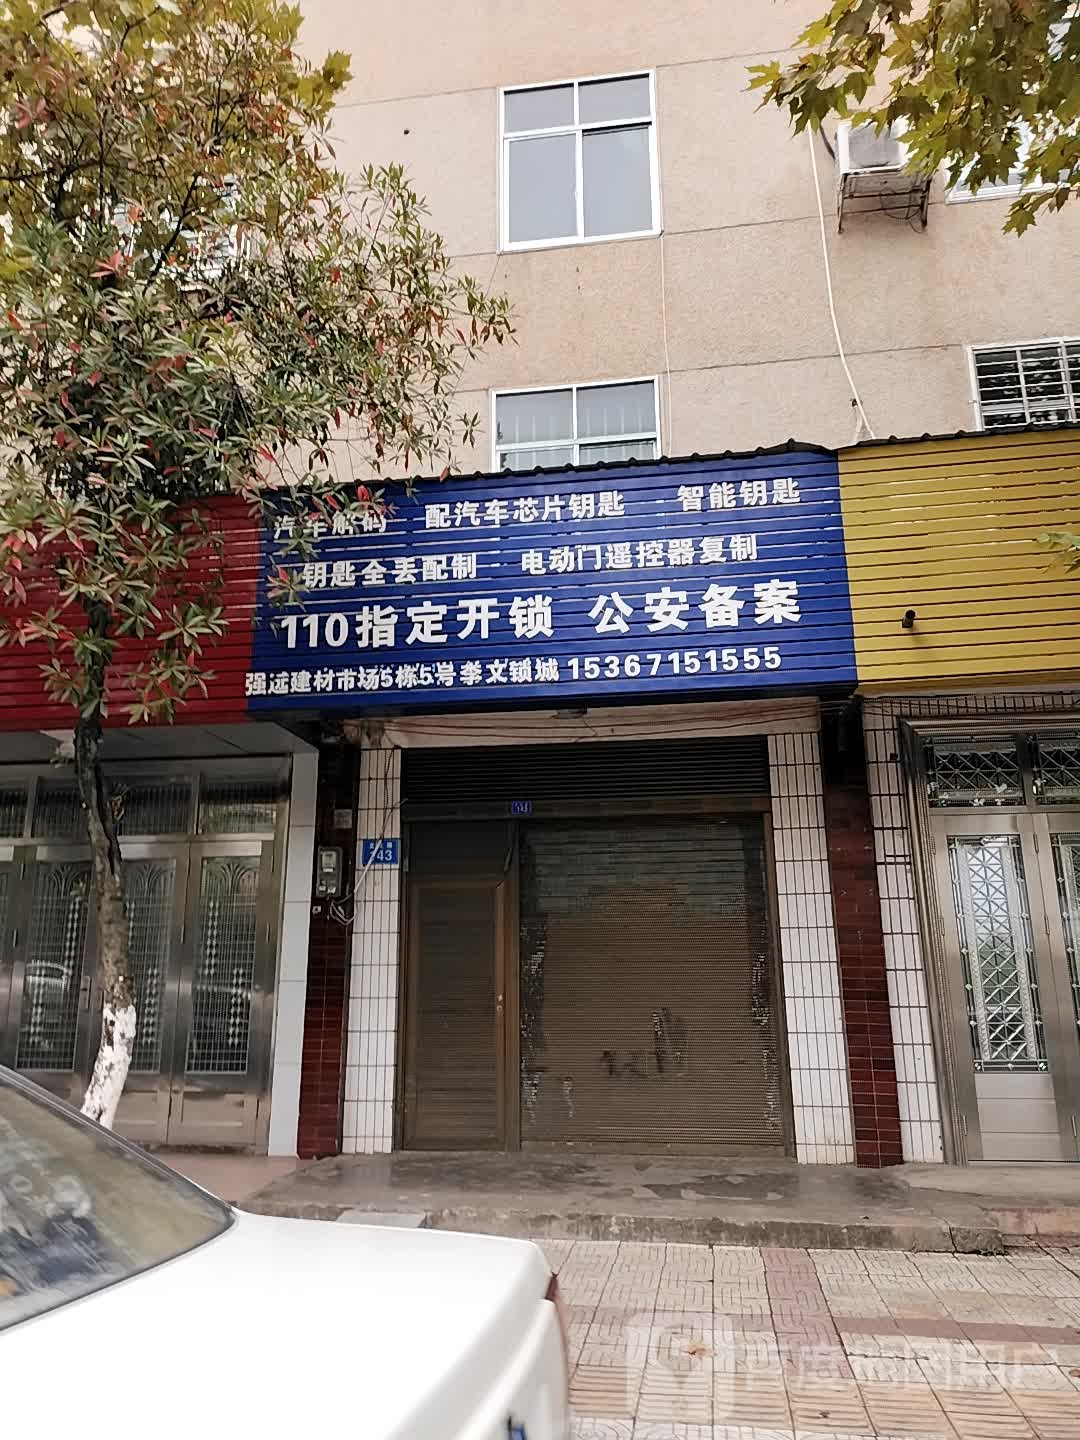 汽车解码 配汽车芯片钥匙 智能钥匙
钥匙全丢配制 电动门遥控器复制
110指定开锁 公安备案
强远建材市场5栋5号李文锁城 15367151555
143